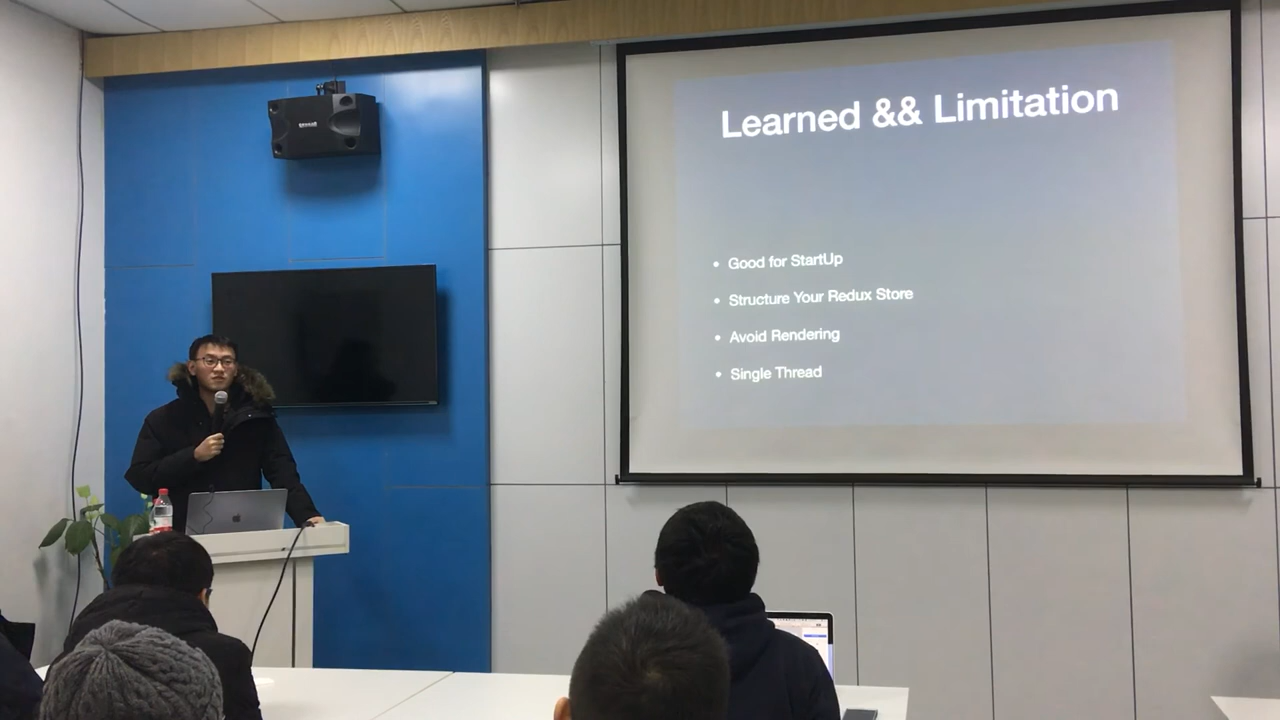 Learned && Limitation
• Good for StartUp
• Structure Your Redux Store
• Avoid Rendering
• Single Thread